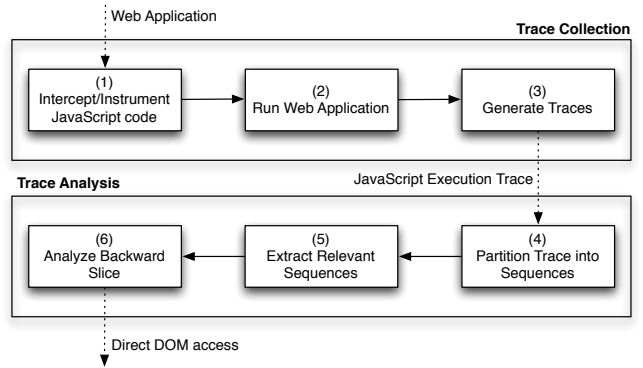 Web Application
Trace Collection
(1)
Intercept/Instrument
JavaScript code
(2)
Run Web Application
(3)
Generate Traces
Trace Analysis
JavaScript Execution Trace
(6)
Analyze Backward
Slice
(5)
Extract Relevant
Sequences
(4)
Partition Trace into
Sequences
Direct DOM access